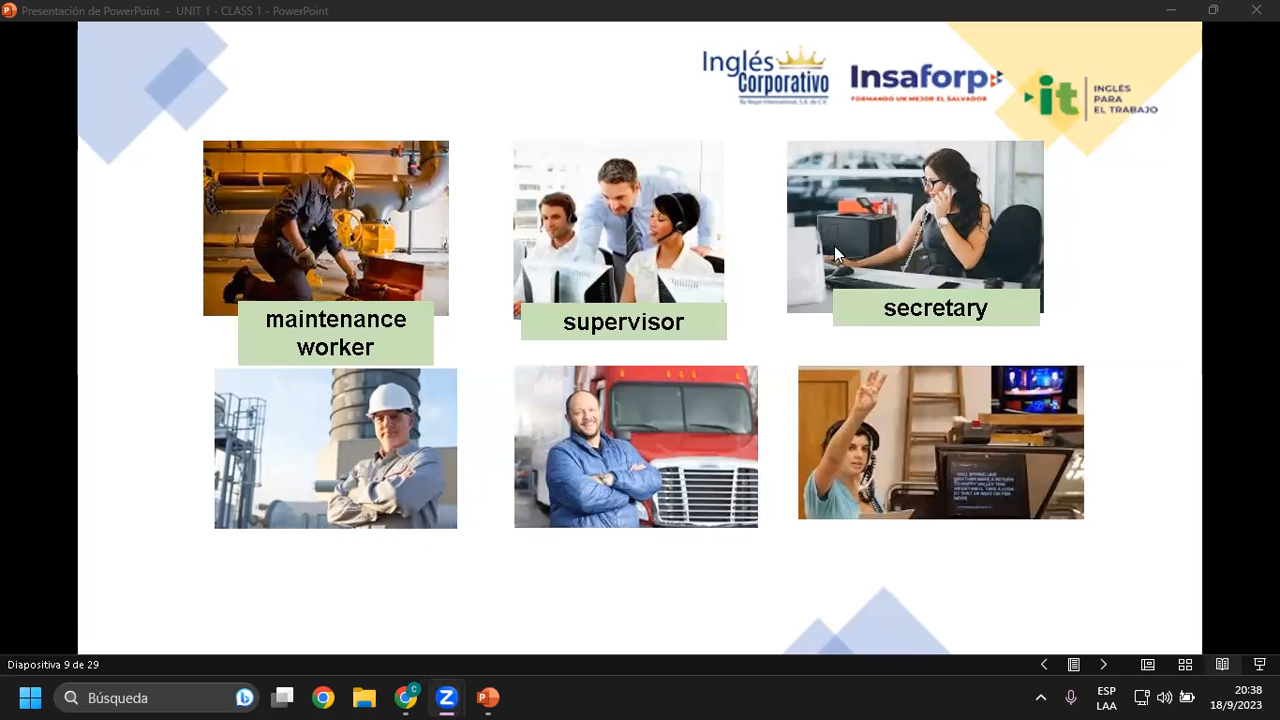 Presentación de PowerPoint - UNIT 1 - CLASS 1 - PowerPoint
Inglés
Corporativo
Insaforp
FORMANDO UN MEJOR EL SALVADOR
it
INGLÉS
PARA
EL TRABAJO
maintenance
worker
supervisor
secretary
Diapositiva 9 de 29
Búsqueda
ESP
LAA
20:38
18/9/2023